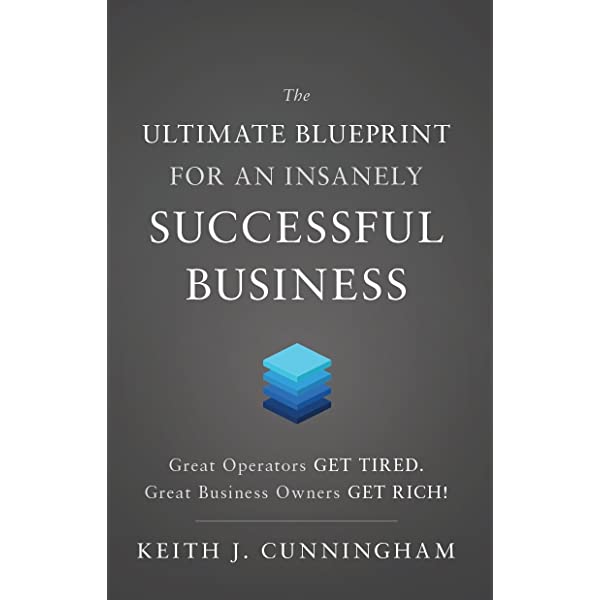 The
ULTIMATE BLUEPRINT
FOR AN INSANELY
SUCCESSFUL
BUSINESS
Great Operators GET TIRED.
Great Business Owners GET RICH!
KEITH J. CUNNINGHAM